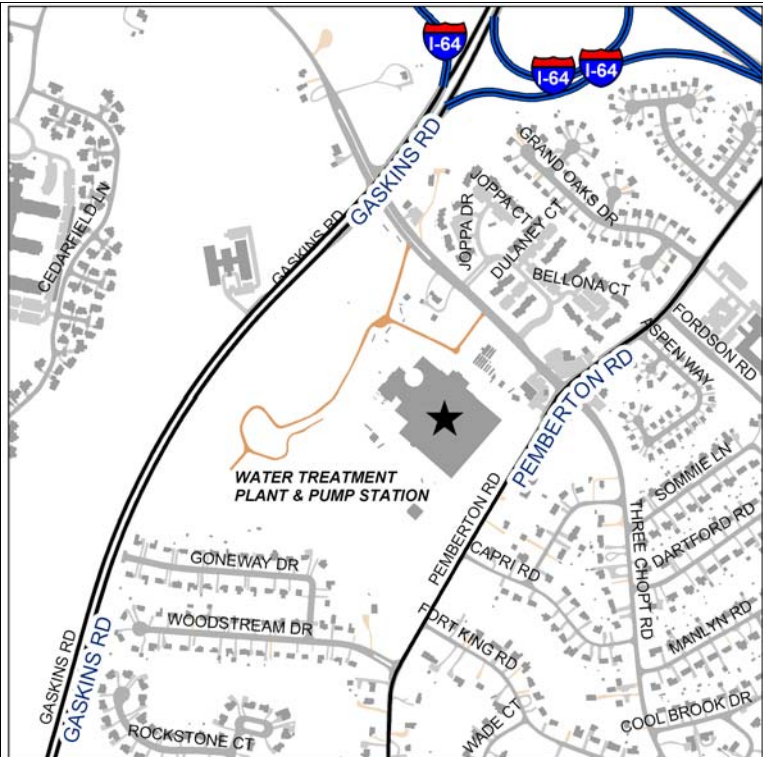 I-64
I-64
I-64
GASKINS RD
GRAND OAKS DR
JOPPA CT
JOPPA DR
DULANEY CT
CEDARFIELD LN
GASKINS RD
BELLONA CT
FORDSON RD
ASPEN WAY
PEMBERTON RD
SOMMIE LN
WATER TREATMENT
PLANT & PUMP STATION
PEMBERTON RD
THREE CHOPT RD
DARTFORD RD
CAPRI RD
GONEWAY DR
WOODSTREAM DR
FORT KING RD
MANLYN RD
GASKINS RD
GASKINS RD
WADE CT
COOL BROOK DR
ROCKSTONE CT